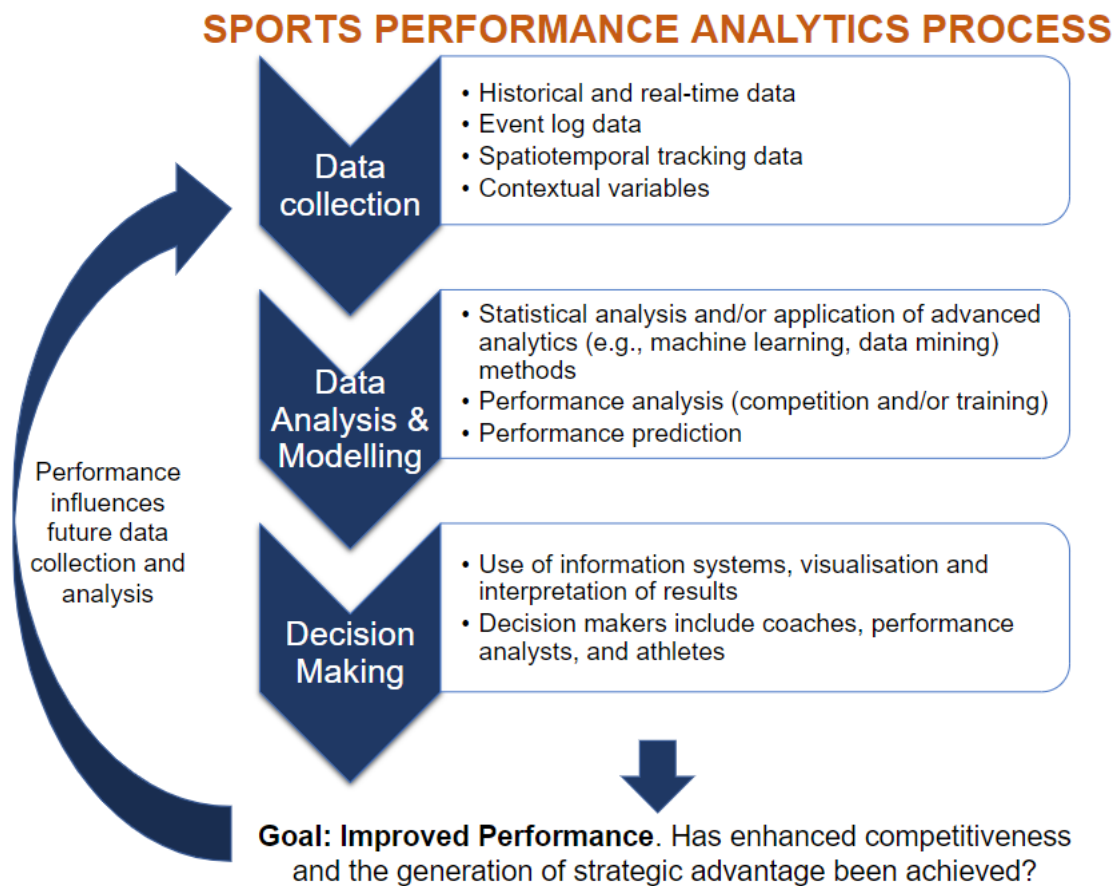 SPORTS PERFORMANCE ANALYTICS PROCESS
Data
collection
• Historical and real-time data
• Event log data
• Spatiotemporal tracking data
• Contextual variables
Data
Analysis &
Modelling
• Statistical analysis and/or application of advanced
analytics (e.g., machine learning, data mining)
methods
• Performance analysis (competition and/or training)
• Performance prediction
Performance
influences
future data
collection and
analysis
Decision
Making
• Use of information systems, visualisation and
interpretation of results
• Decision makers include coaches, performance
analysts, and athletes
Goal: Improved Performance. Has enhanced competitiveness
and the generation of strategic advantage been achieved?